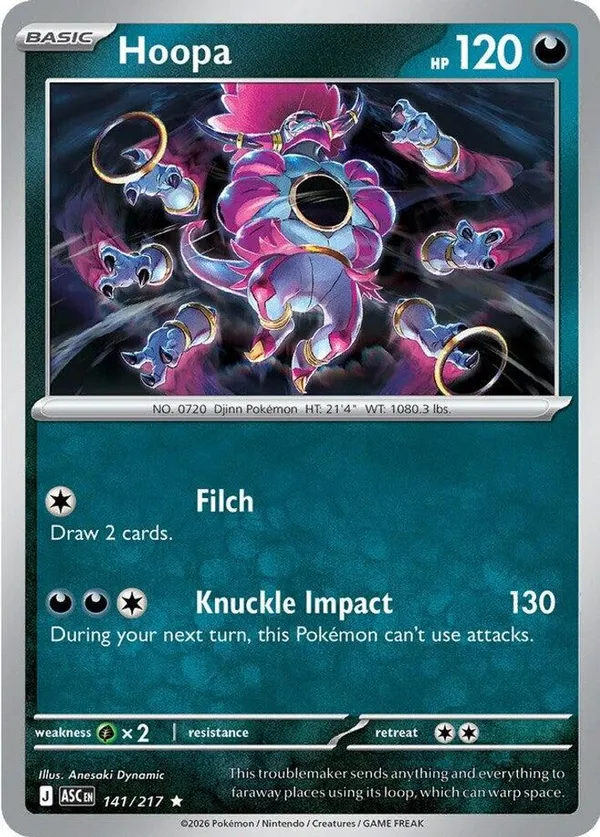 BASIC Hoopa HP 120
NO. 0720 Djinn Pokémon HT: 21'4" WT: 1080.3 lbs.
Filch
Draw 2 cards.
Knuckle Impact 130
During your next turn, this Pokémon can't use attacks.
weakness ×2 resistance retreat
Illus. Anesaki Dynamic
This troublemaker sends anything and everything to
faraway places using its loop, which can warp space.
J ASC EN 141/217
©2026 Pokémon / Nintendo / Creatures / GAME FREAK